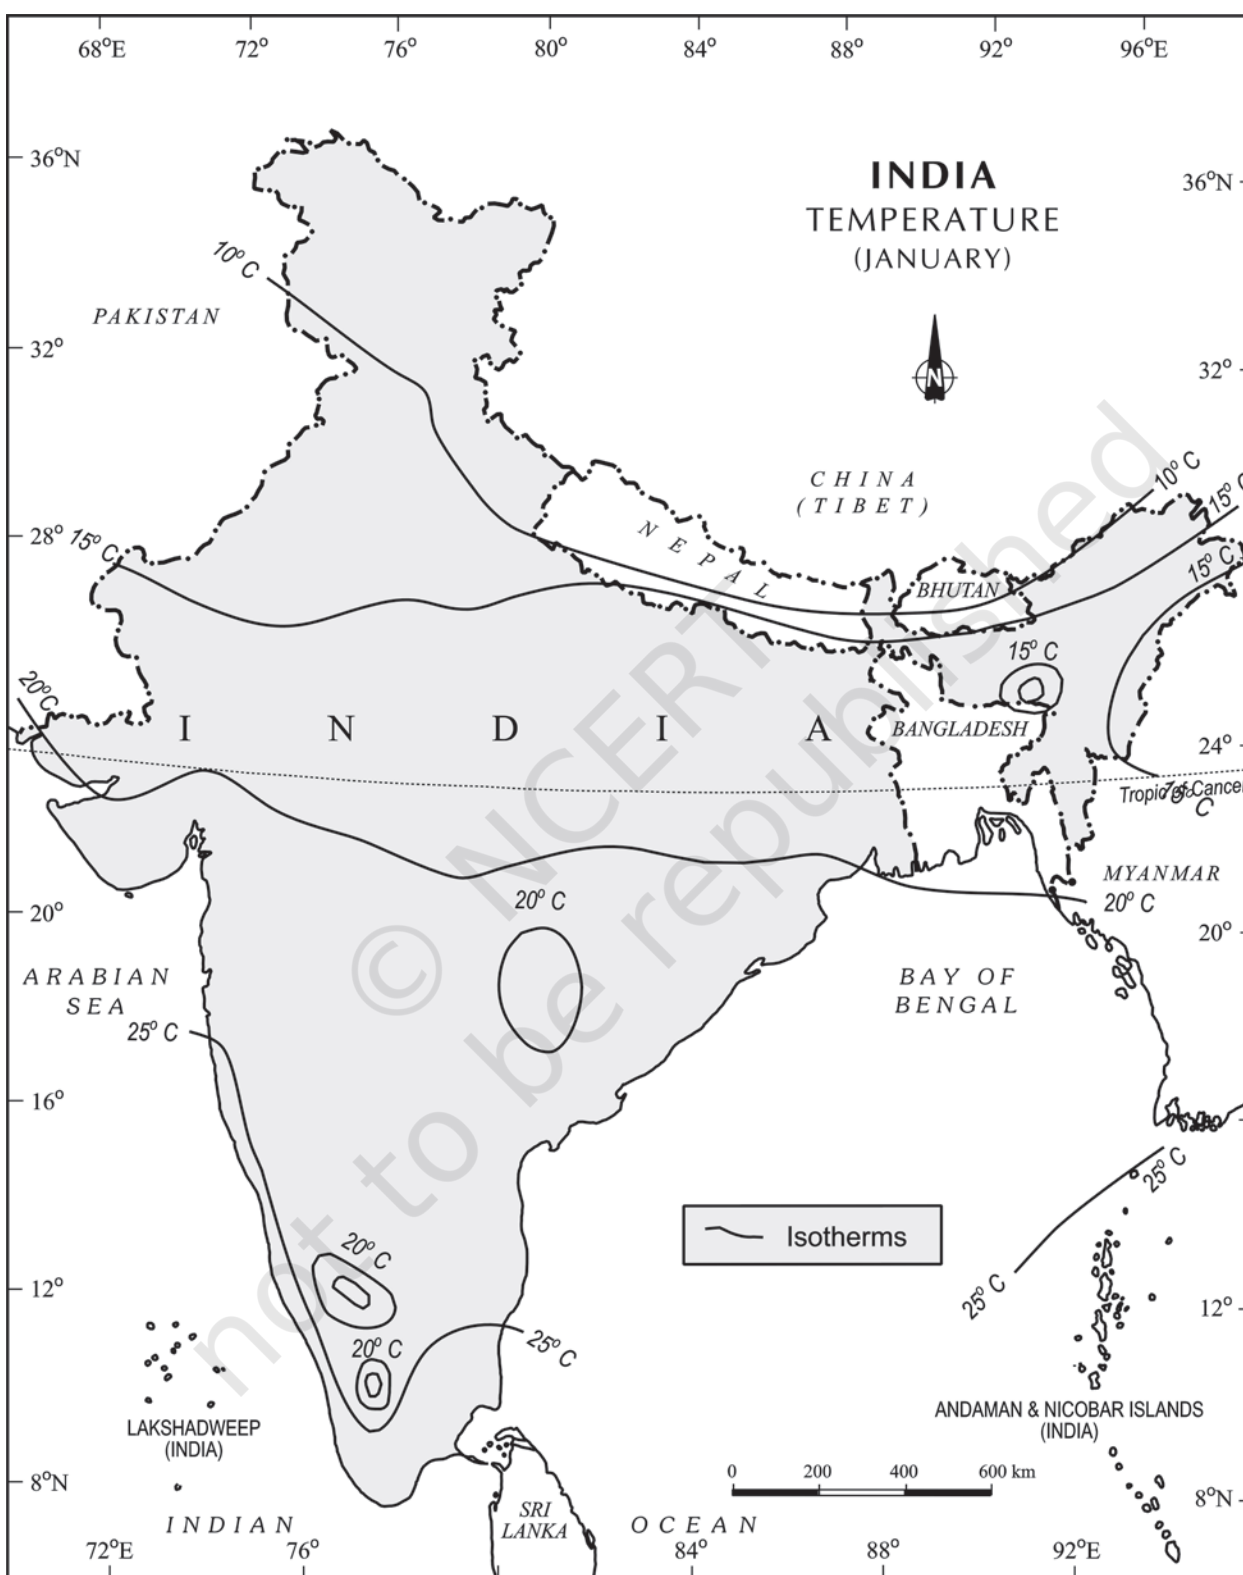 68°E 72° 76° 80° 84° 88° 92° 96°E
36°N
INDIA
TEMPERATURE
(JANUARY)
36°N
10° C
PAKISTAN
32°
32°
N
CHINA
(TIBET)
10° C
15° C
28°
15° C
NEPAL
BHUTAN
15° C
15° C
20° C
INDIA
BANGLADESH
24°
Tropic of Cancer
15° C
MYANMAR
20° C
20° C
20°
20°
ARABIAN
SEA
BAY OF
BENGAL
25° C
16°
25° C
Isotherms
20° C
12°
25° C
12°
20° C
25° C
LAKSHADWEEP
(INDIA)
ANDAMAN & NICOBAR ISLANDS
(INDIA)
0 200 400 600 km
8°N
8°N
SRI
LANKA
INDIAN OCEAN
72°E 76° 84° 88° 92°E
© NCERT
not to be republished